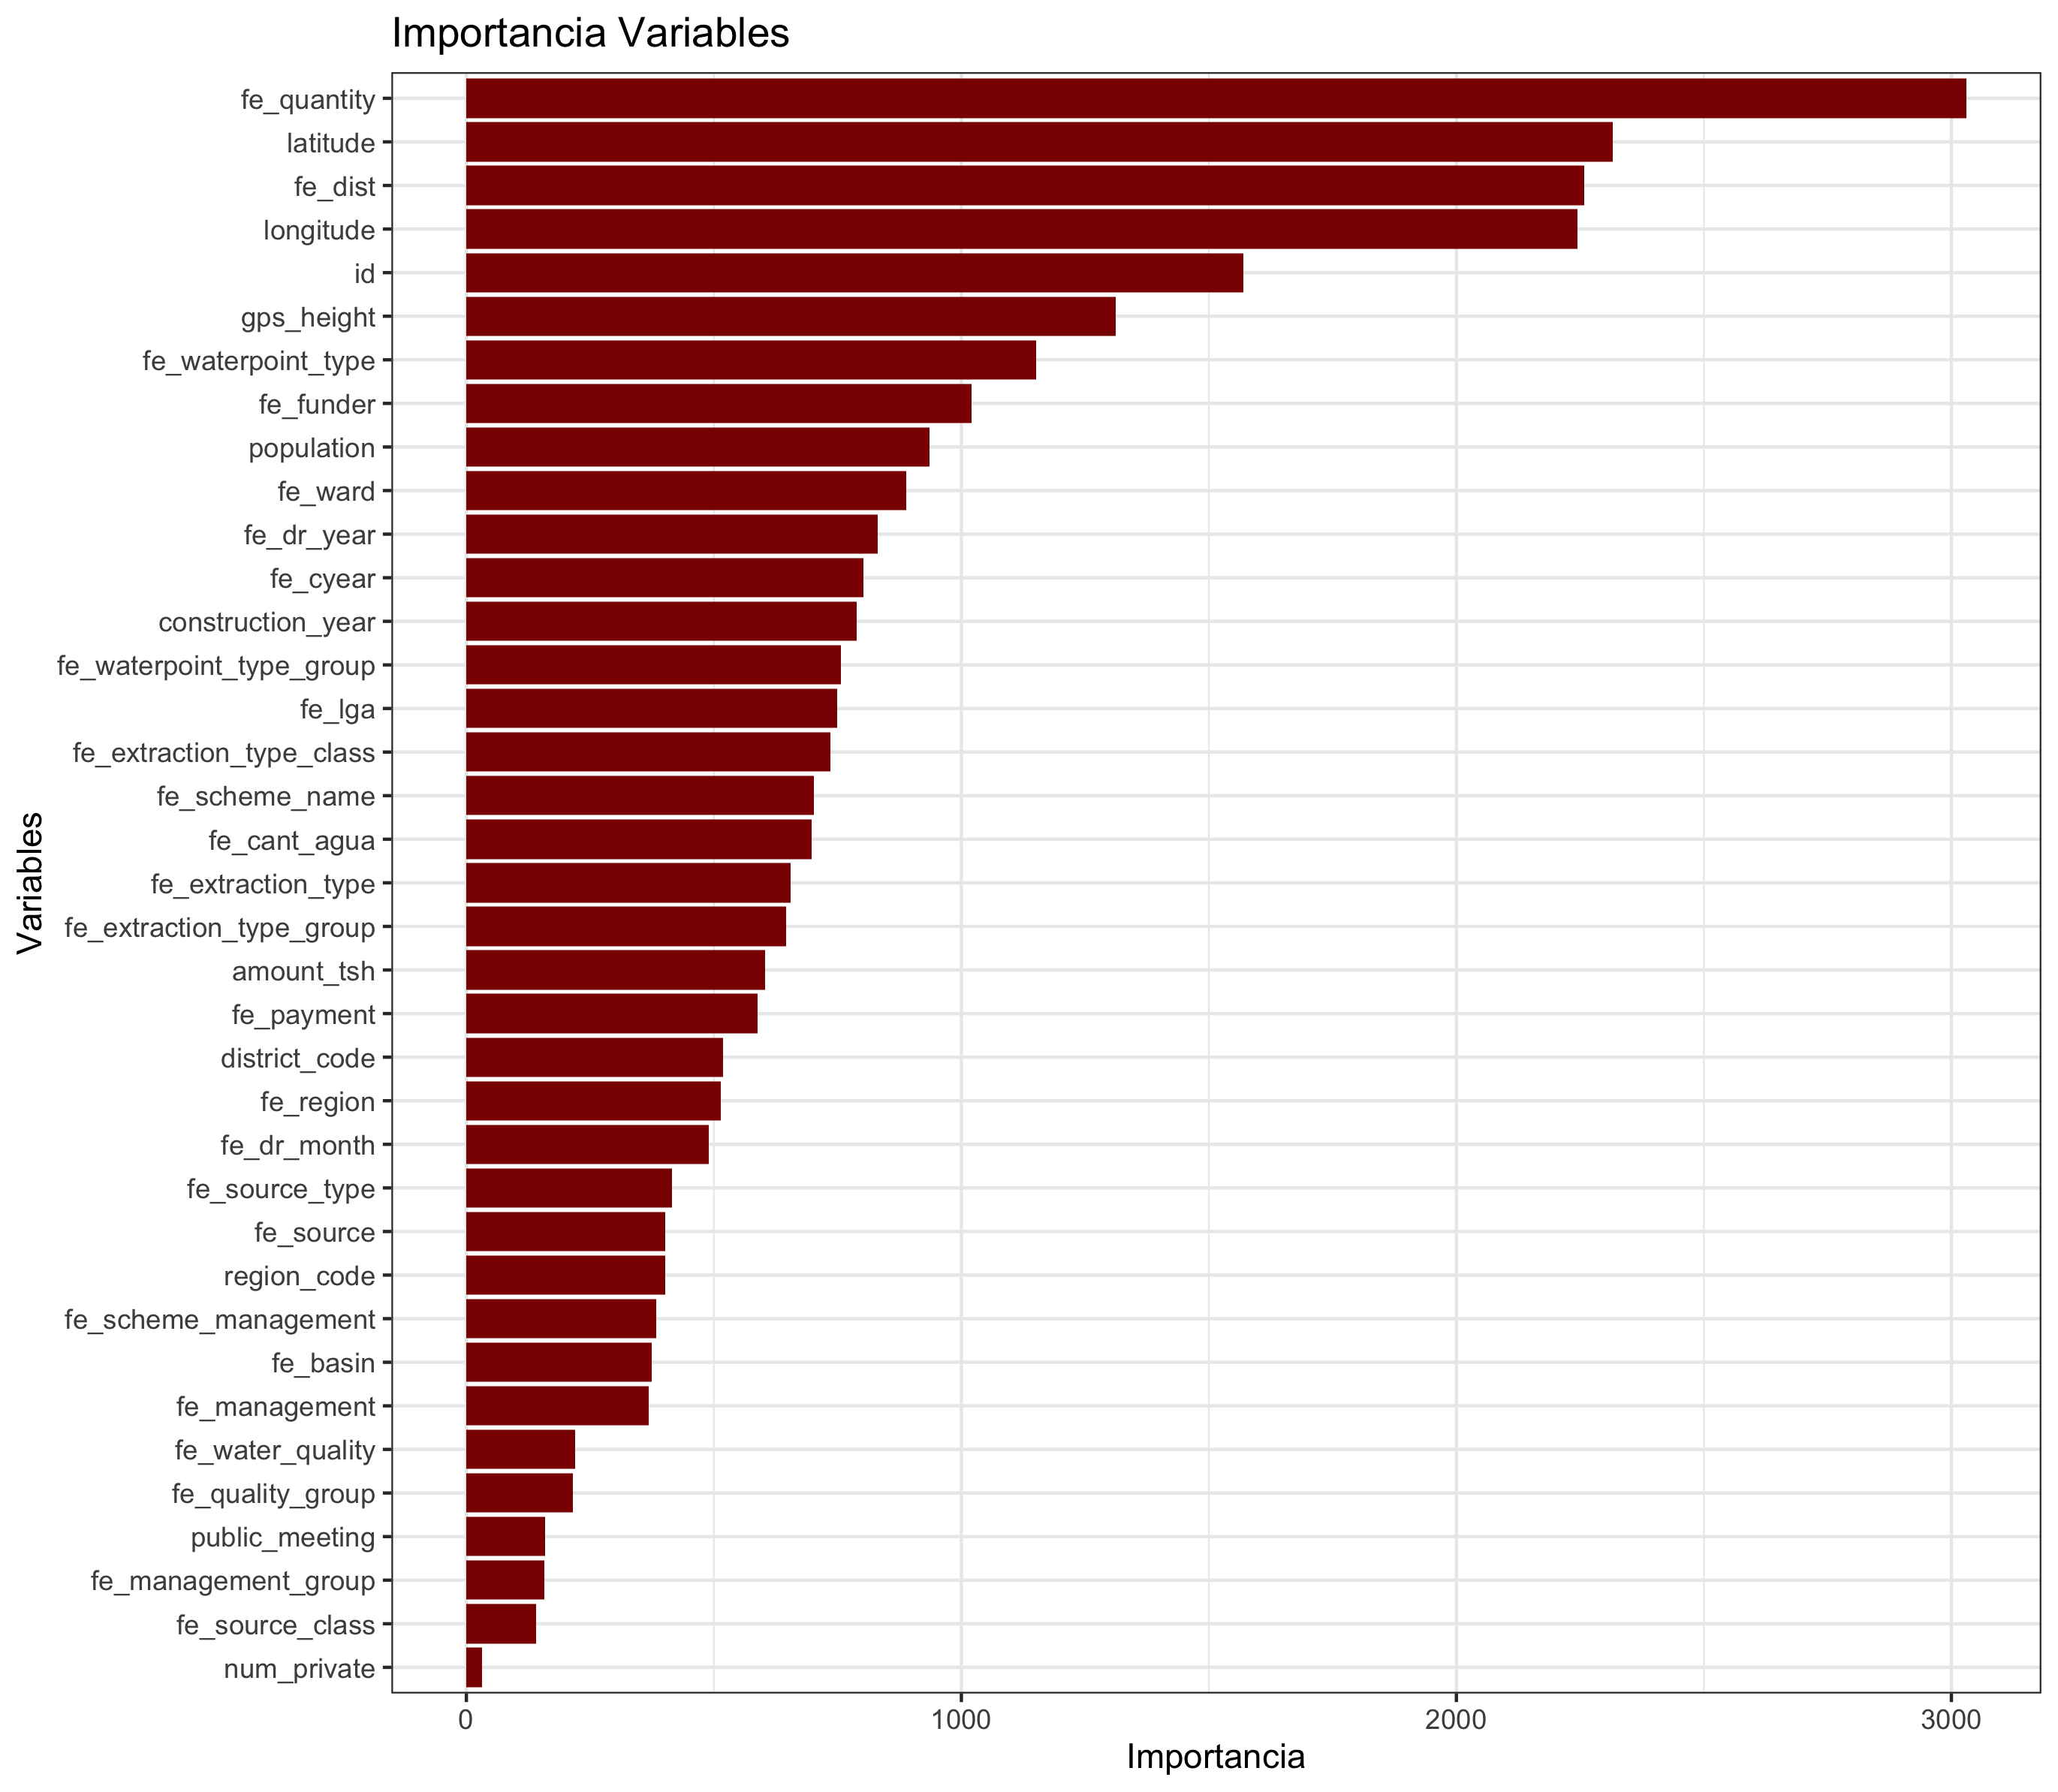 Importancia Variables
fe_quantity
latitude
fe_dist
longitude
id
gps_height
fe_waterpoint_type
fe_funder
population
fe_ward
fe_dr_year
fe_cyear
construction_year
fe_waterpoint_type_group
fe_lga
fe_extraction_type_class
fe_scheme_name
fe_cant_agua
fe_extraction_type
fe_extraction_type_group
amount_tsh
fe_payment
district_code
fe_region
fe_dr_month
fe_source_type
fe_source
region_code
fe_scheme_management
fe_basin
fe_management
fe_water_quality
fe_quality_group
public_meeting
fe_management_group
fe_source_class
num_private
Variables
0 1000 2000 3000
Importancia